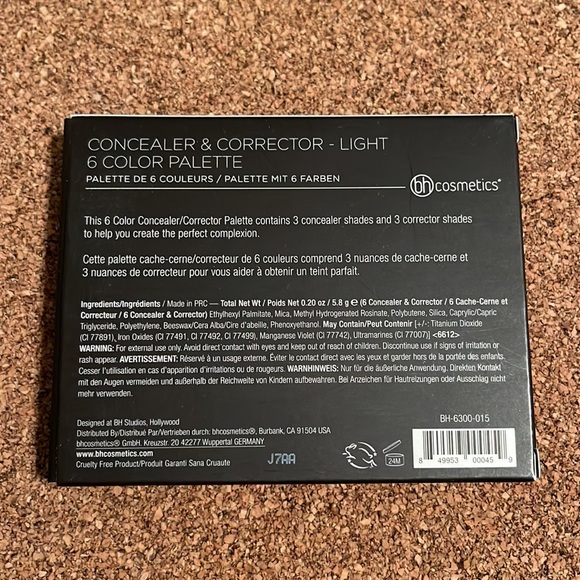 CONCEALER & CORRECTOR - LIGHT
6 COLOR PALETTE
PALETTE DE 6 COULEURS / PALETTE MIT 6 FARBEN
bhcosmetics®
This 6 Color Concealer/Corrector Palette contains 3 concealer shades and 3 corrector shades
to help you create the perfect complexion.
Cette palette cache-cerne/correcteur de 6 couleurs comprend 3 nuances de cache-cerne et
3 nuances de correcteur pour vous aider à obtenir un teint parfait.
Ingredients/Ingrédients / Made in PRC — Total Net Wt / Poids Net 0.20 oz / 5.8 g ℮ (6 Concealer & Corrector / 6 Cache-Cerne et
Correcteur / 6 Concealer & Corrector) Ethylhexyl Palmitate, Mica, Methyl Hydrogenated Rosinate, Polybutene, Silica, Caprylic/Capric
Triglyceride, Polyethylene, Beeswax/Cera Alba/Cire d'abeille, Phenoxyethanol. May Contain/Peut Contenir [+/-: Titanium Dioxide
(CI 77891), Iron Oxides (CI 77491, CI 77492, CI 77499), Manganese Violet (CI 77742), Ultramarines (CI 77007)] <6612>
WARNING: For external use only. Avoid direct contact with eyes and keep out of reach of children. Discontinue use if signs of irritation or
rash appear. AVERTISSEMENT: Réservé à un usage externe. Éviter le contact direct avec les yeux et garder hors de la portée des enfants.
Cesser l'utilisation en cas d'apparition d'irritations ou de rougeurs. WARNHINWEIS: Nur für die äußerliche Anwendung. Direkten Kontakt
mit den Augen vermeiden und außerhalb der Reichweite von Kindern aufbewahren. Bei Anzeichen für Hautreizungen oder Ausschlag nicht
mehr verwenden.
Designed at BH Studios, Hollywood
Distributed By/Distribué Par/Vertrieben durch: bhcosmetics®, Burbank, CA 91504 USA
bhcosmetics® GmbH. Kreuzstr. 20 42277 Wuppertal GERMANY
www.bhcosmetics.com
Cruelty Free Product/Produit Garanti Sans Cruaute
J7AA
24M
BH-6300-015
8 49953 00045 9